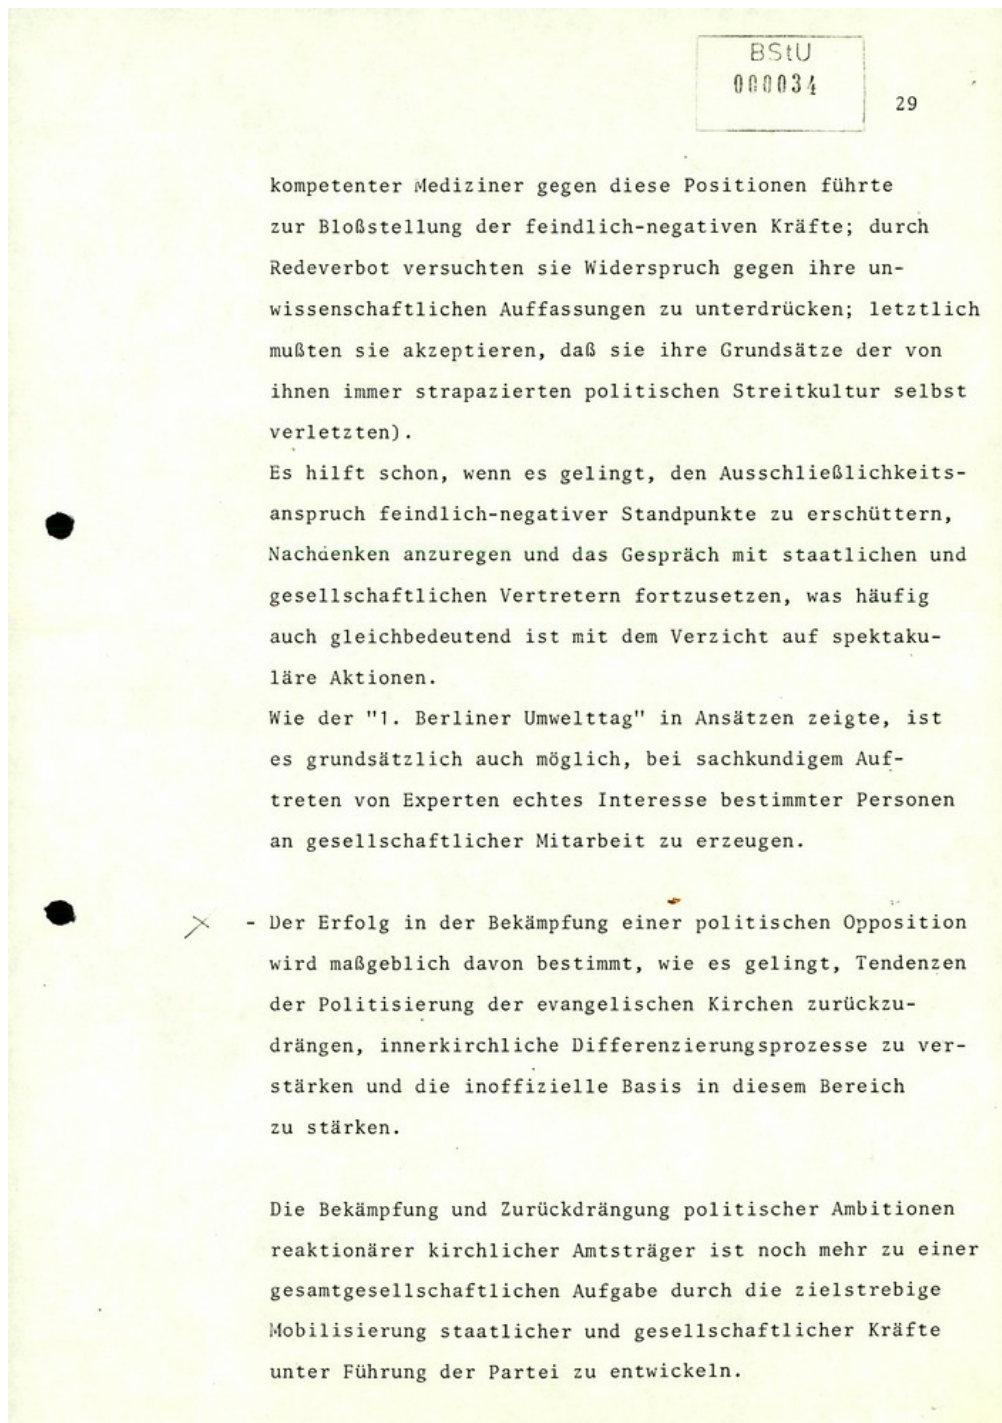 BStU
000034
29
kompetenter Mediziner gegen diese Positionen führte
zur Bloßstellung der feindlich-negativen Kräfte; durch
Redeverbot versuchten sie Widerspruch gegen ihre un-
wissenschaftlichen Auffassungen zu unterdrücken; letztlich
mußten sie akzeptieren, daß sie ihre Grundsätze der von
ihnen immer strapazierten politischen Streitkultur selbst
verletzten).
Es hilft schon, wenn es gelingt, den Ausschließlichkeits-
anspruch feindlich-negativer Standpunkte zu erschüttern,
Nachdenken anzuregen und das Gespräch mit staatlichen und
gesellschaftlichen Vertretern fortzusetzen, was häufig
auch gleichbedeutend ist mit dem Verzicht auf spektaku-
läre Aktionen.
Wie der "1. Berliner Umwelttag" in Ansätzen zeigte, ist
es grundsätzlich auch möglich, bei sachkundigem Auf-
treten von Experten echtes Interesse bestimmter Personen
an gesellschaftlicher Mitarbeit zu erzeugen.
- Der Erfolg in der Bekämpfung einer politischen Opposition
wird maßgeblich davon bestimmt, wie es gelingt, Tendenzen
der Politisierung der evangelischen Kirchen zurückzu-
drängen, innerkirchliche Differenzierungsprozesse zu ver-
stärken und die inoffizielle Basis in diesem Bereich
zu stärken.
Die Bekämpfung und Zurückdrängung politischer Ambitionen
reaktionärer kirchlicher Amtsträger ist noch mehr zu einer
gesamtgesellschaftlichen Aufgabe durch die zielstrebige
Mobilisierung staatlicher und gesellschaftlicher Kräfte
unter Führung der Partei zu entwickeln.